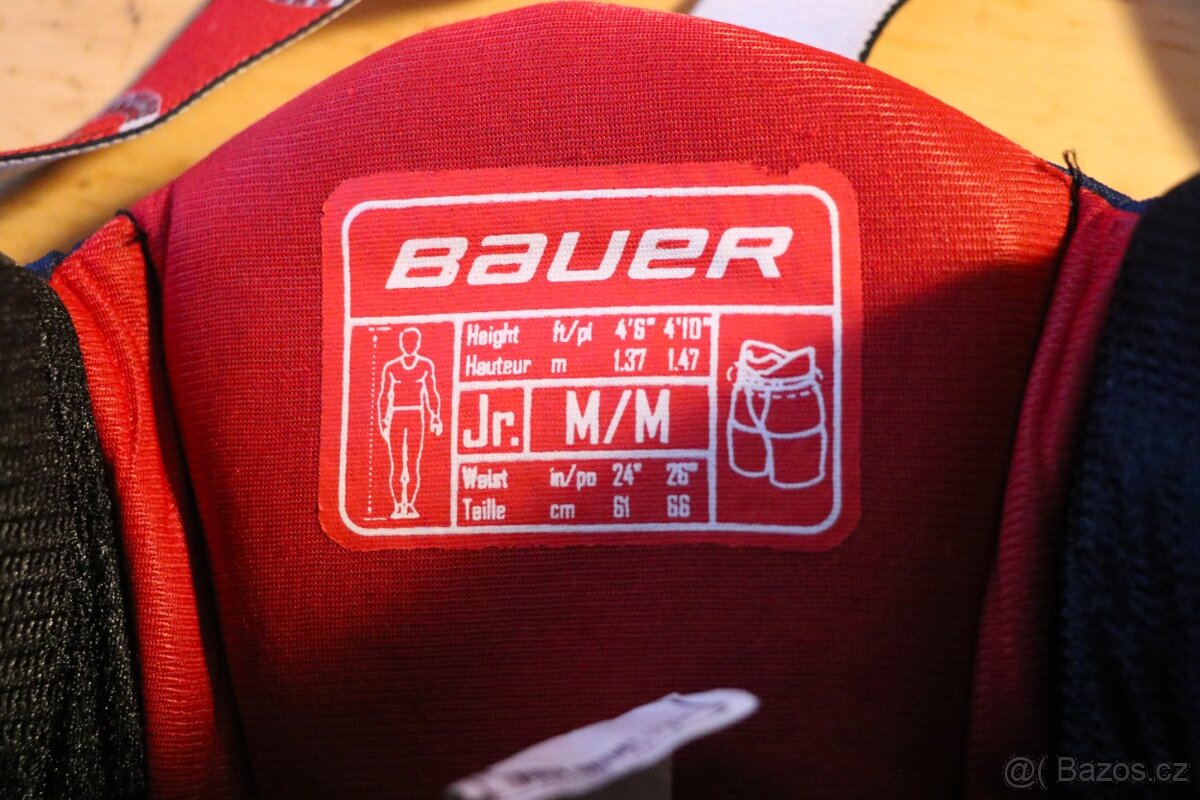 BAUER
Height ft/pi 4'6" 4'10"
Hauteur m 1.37 1.47
Jr. M/M
Waist in/po 24" 26"
Taille cm 61 66
@( Bazos.cz